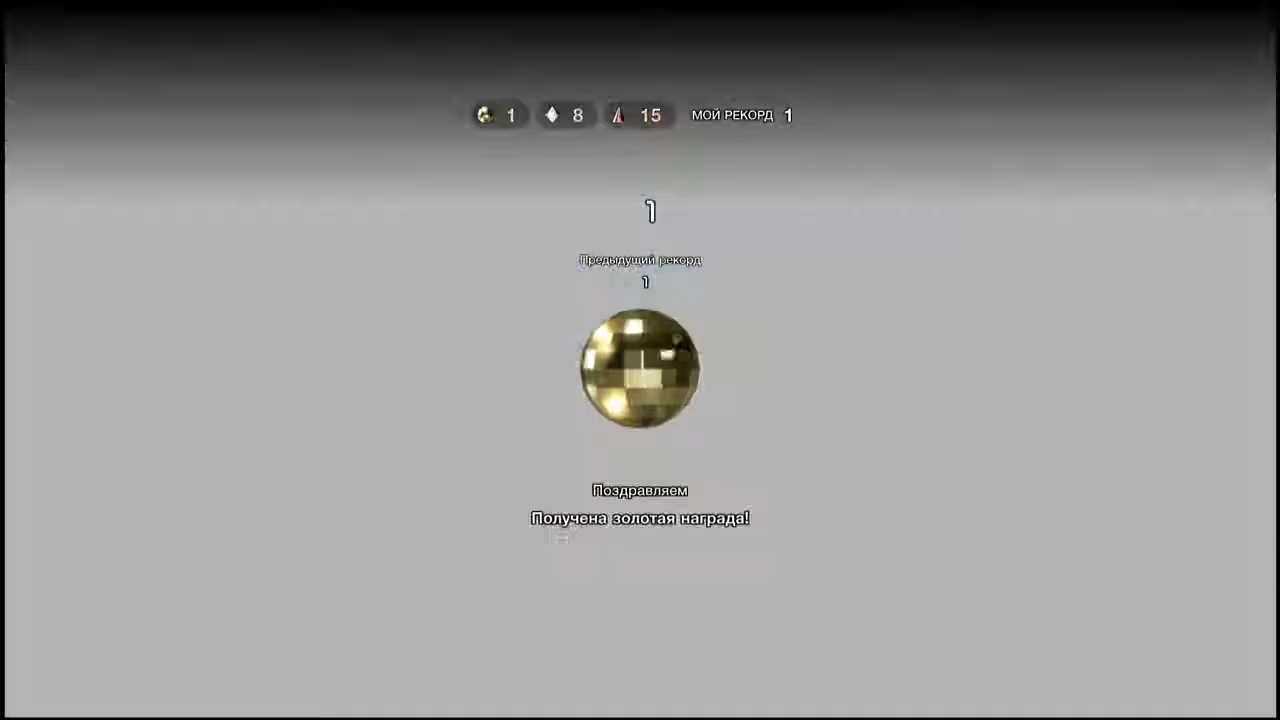 1 8 15 МОЙ РЕКОРД 1
1
Предыдущий рекорд
1
Поздравляем
Получена золотая награда!